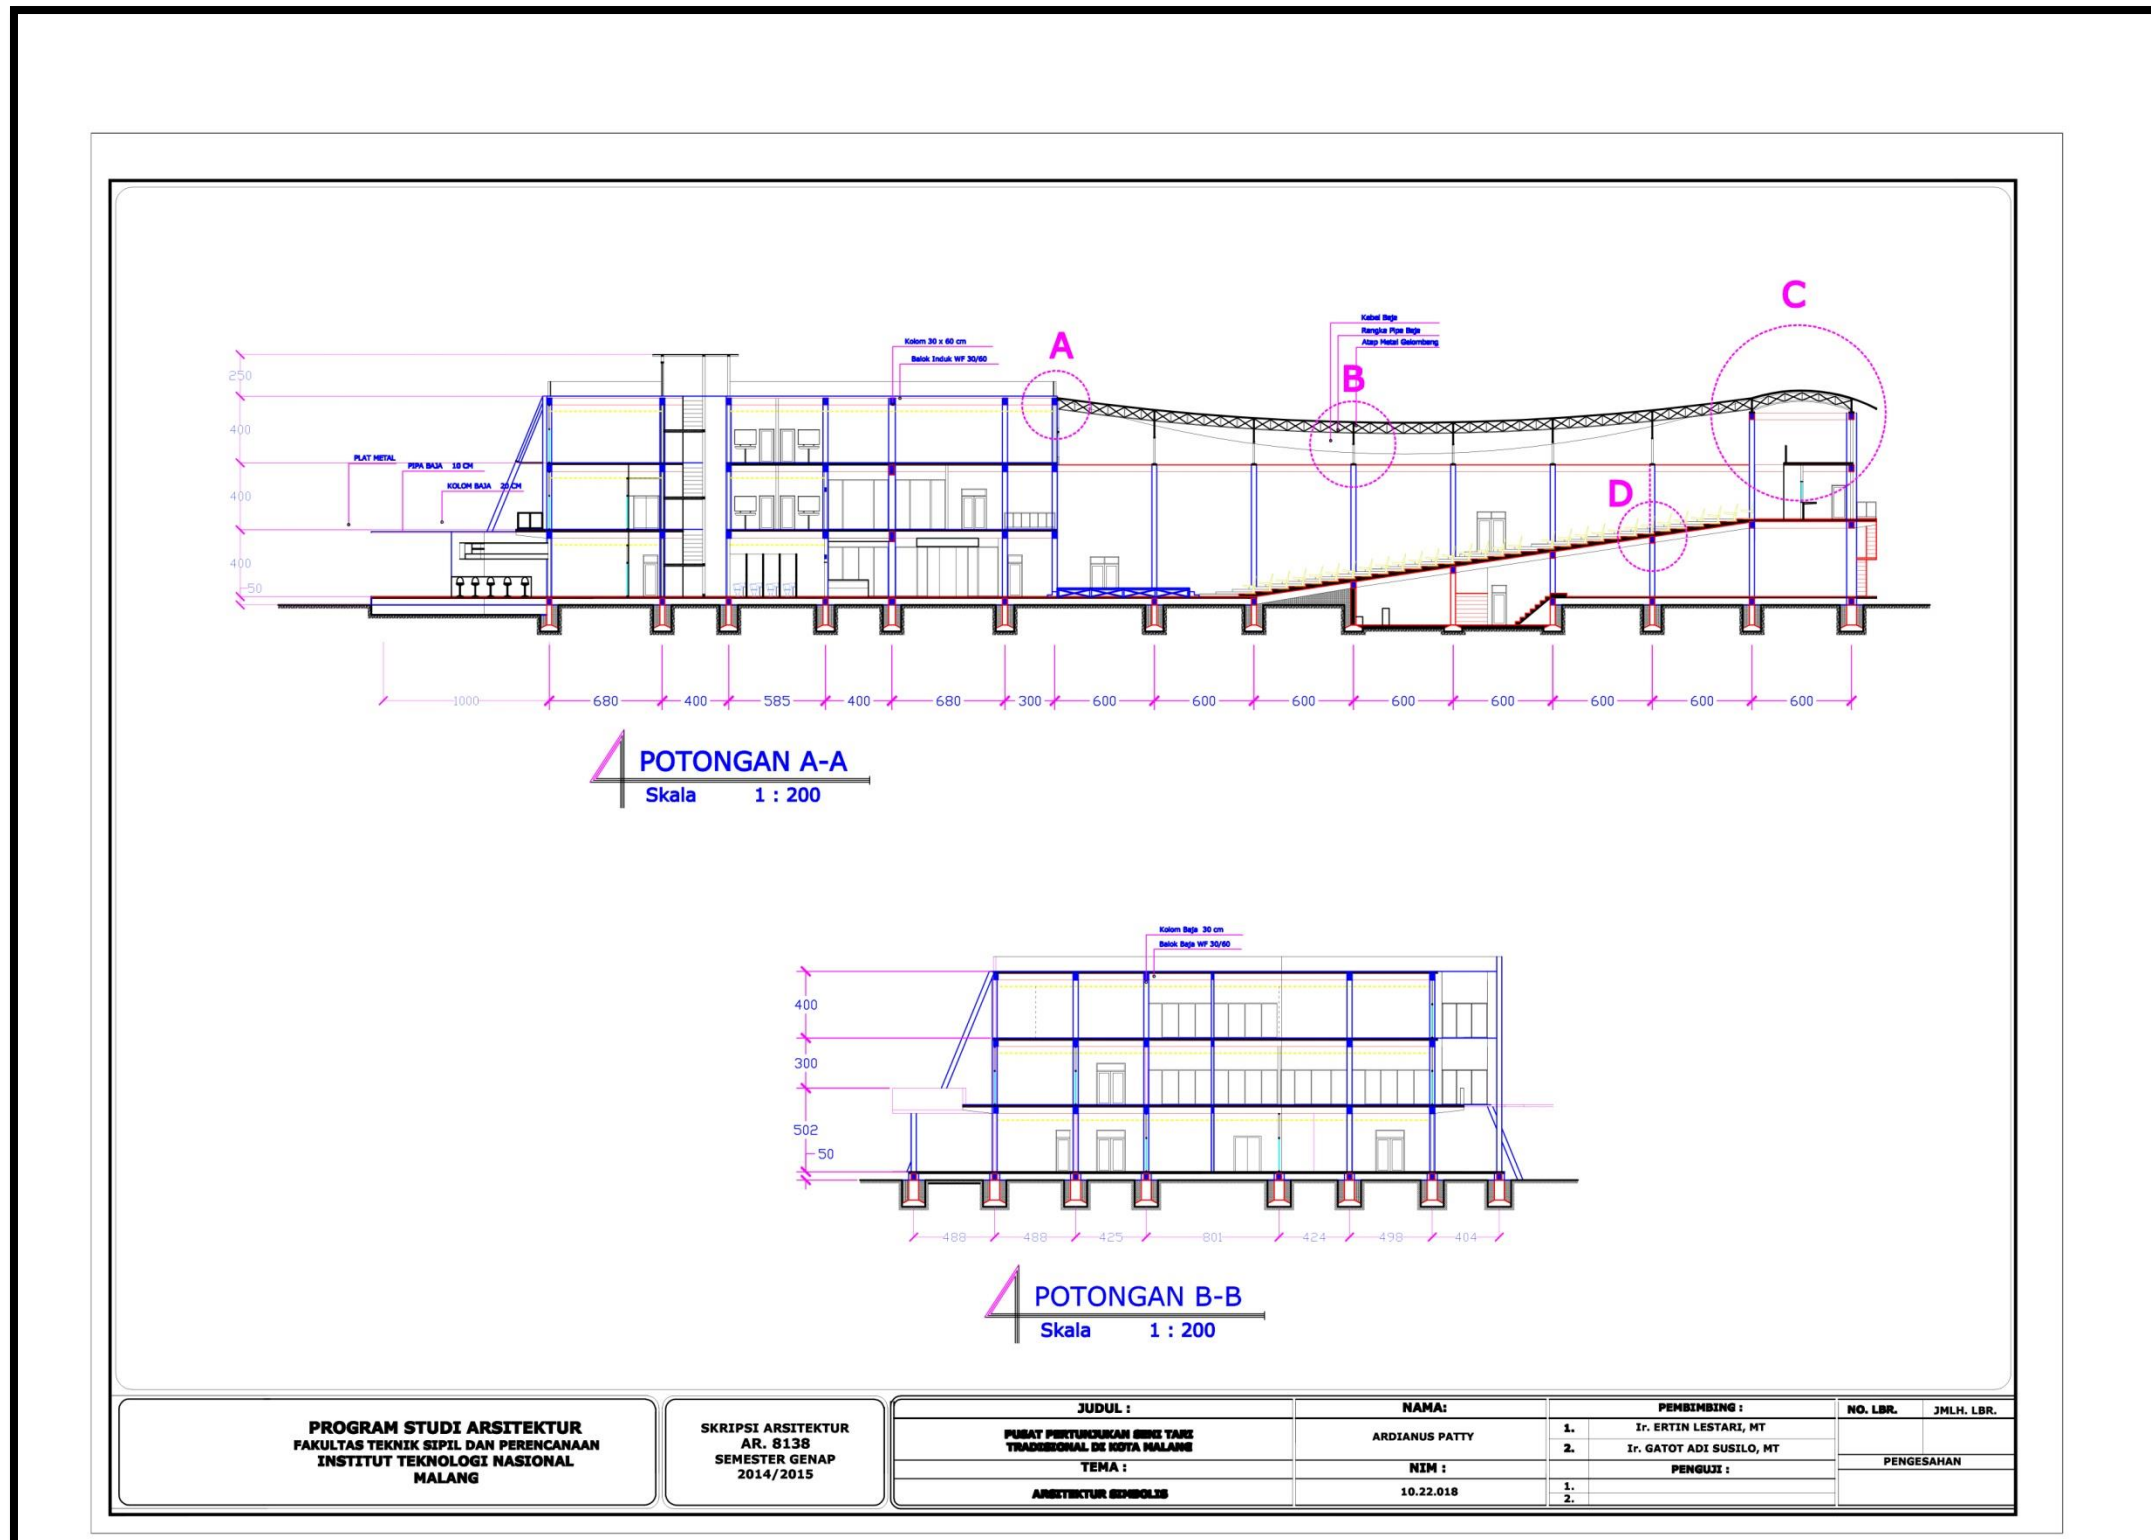 C
Kabel Baja
Rangka Pipa Baja
Atap Metal Gelombang
Kolom 30 x 60 cm
Balok Induk WF 30/60
A
B
250
400
PLAT METAL
PIPA BAJA 10 CM
KOLOM BAJA 20 CM
D
400
400
50
1000 680 400 585 400 680 300 600 600 600 600 600 600 600 600
POTONGAN A-A
Skala 1 : 200
Kolom Baja 30 cm
Balok Baja WF 30/60
400
300
502
50
488 488 425 801 424 498 404
POTONGAN B-B
Skala 1 : 200
PROGRAM STUDI ARSITEKTUR
FAKULTAS TEKNIK SIPIL DAN PERENCANAAN
INSTITUT TEKNOLOGI NASIONAL
MALANG
SKRIPSI ARSITEKTUR
AR. 8138
SEMESTER GENAP
2014/2015
JUDUL :
PUSAT PERTUNJUKAN SENI TARI
TRADISIONAL DI KOTA MALANG
TEMA :
ARSITEKTUR SIMBOLIS
NAMA:
ARDIANUS PATTY
NIM :
10.22.018
PEMBIMBING :
1. Ir. ERTIN LESTARI, MT
2. Ir. GATOT ADI SUSILO, MT
PENGUJI :
1.
2.
NO. LBR. JMLH. LBR.
PENGESAHAN